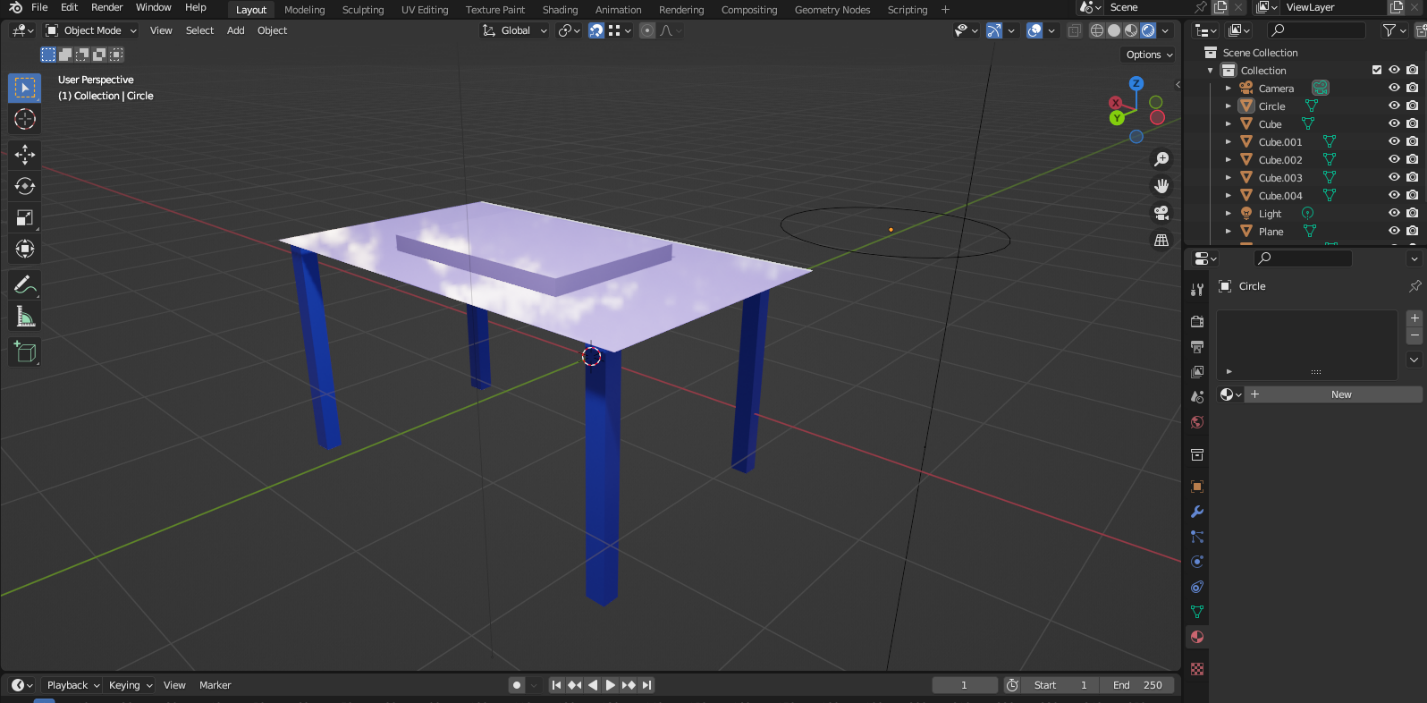 File Edit Render Window Help Layout Modeling Sculpting UV Editing Texture Paint Shading Animation Rendering Compositing Geometry Nodes Scripting + Scene ViewLayer
Object Mode View Select Add Object Global
Options
User Perspective
(1) Collection | Circle
Z
X
Y
Scene Collection
Collection
Camera
Circle
Cube
Cube.001
Cube.002
Cube.003
Cube.004
Light
Plane
Circle
+ New
Playback Keying View Marker 1 Start 1 End 250